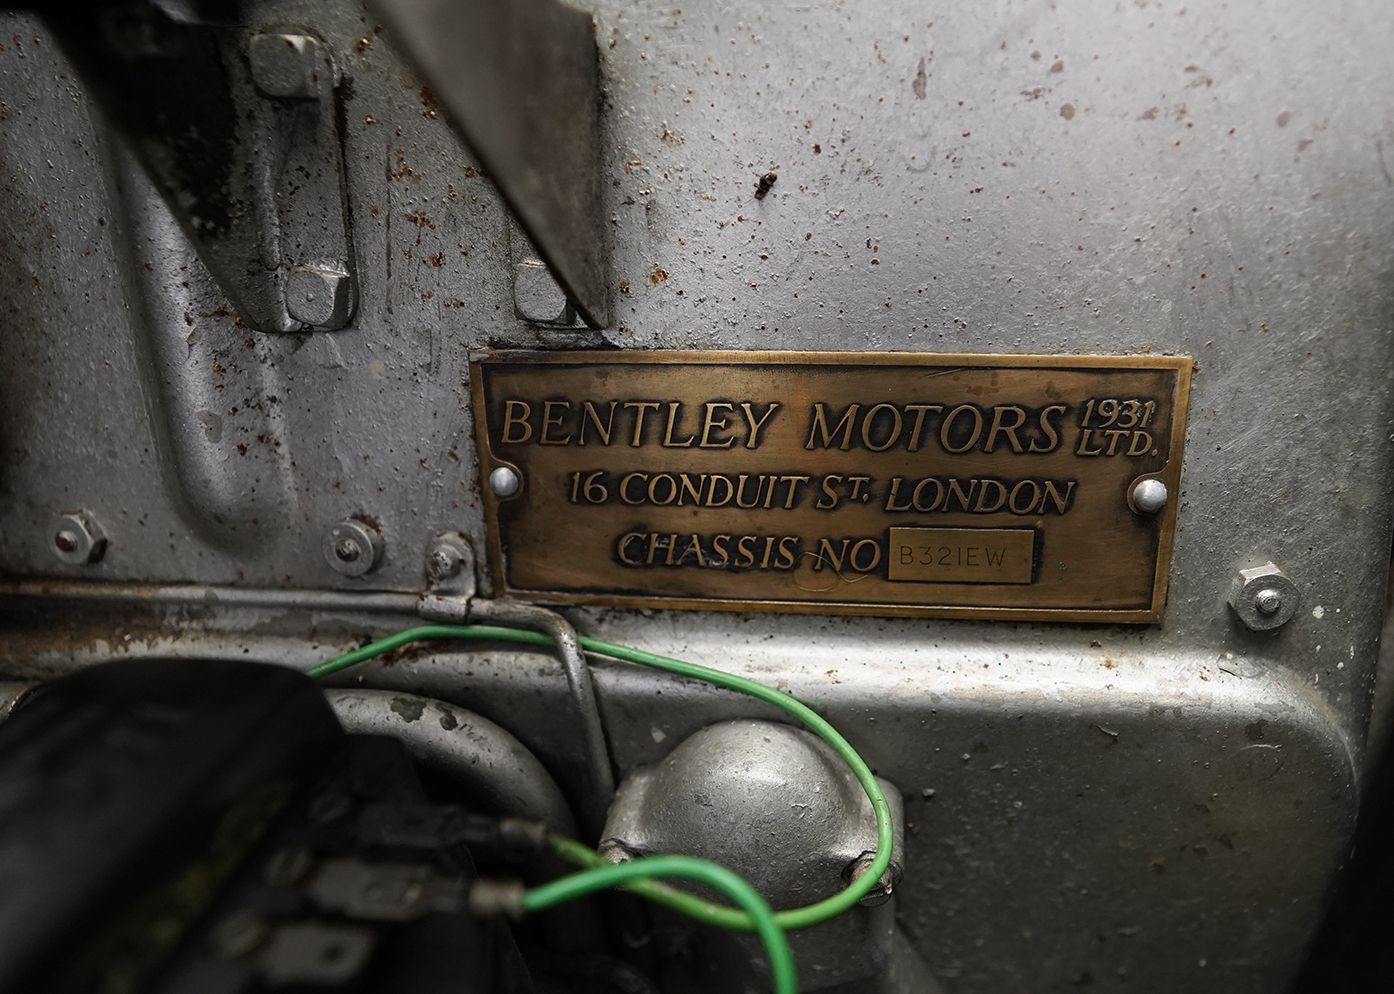 BENTLEY MOTORS 1931 LTD.
16 CONDUIT ST. LONDON
CHASSIS NO B321EW